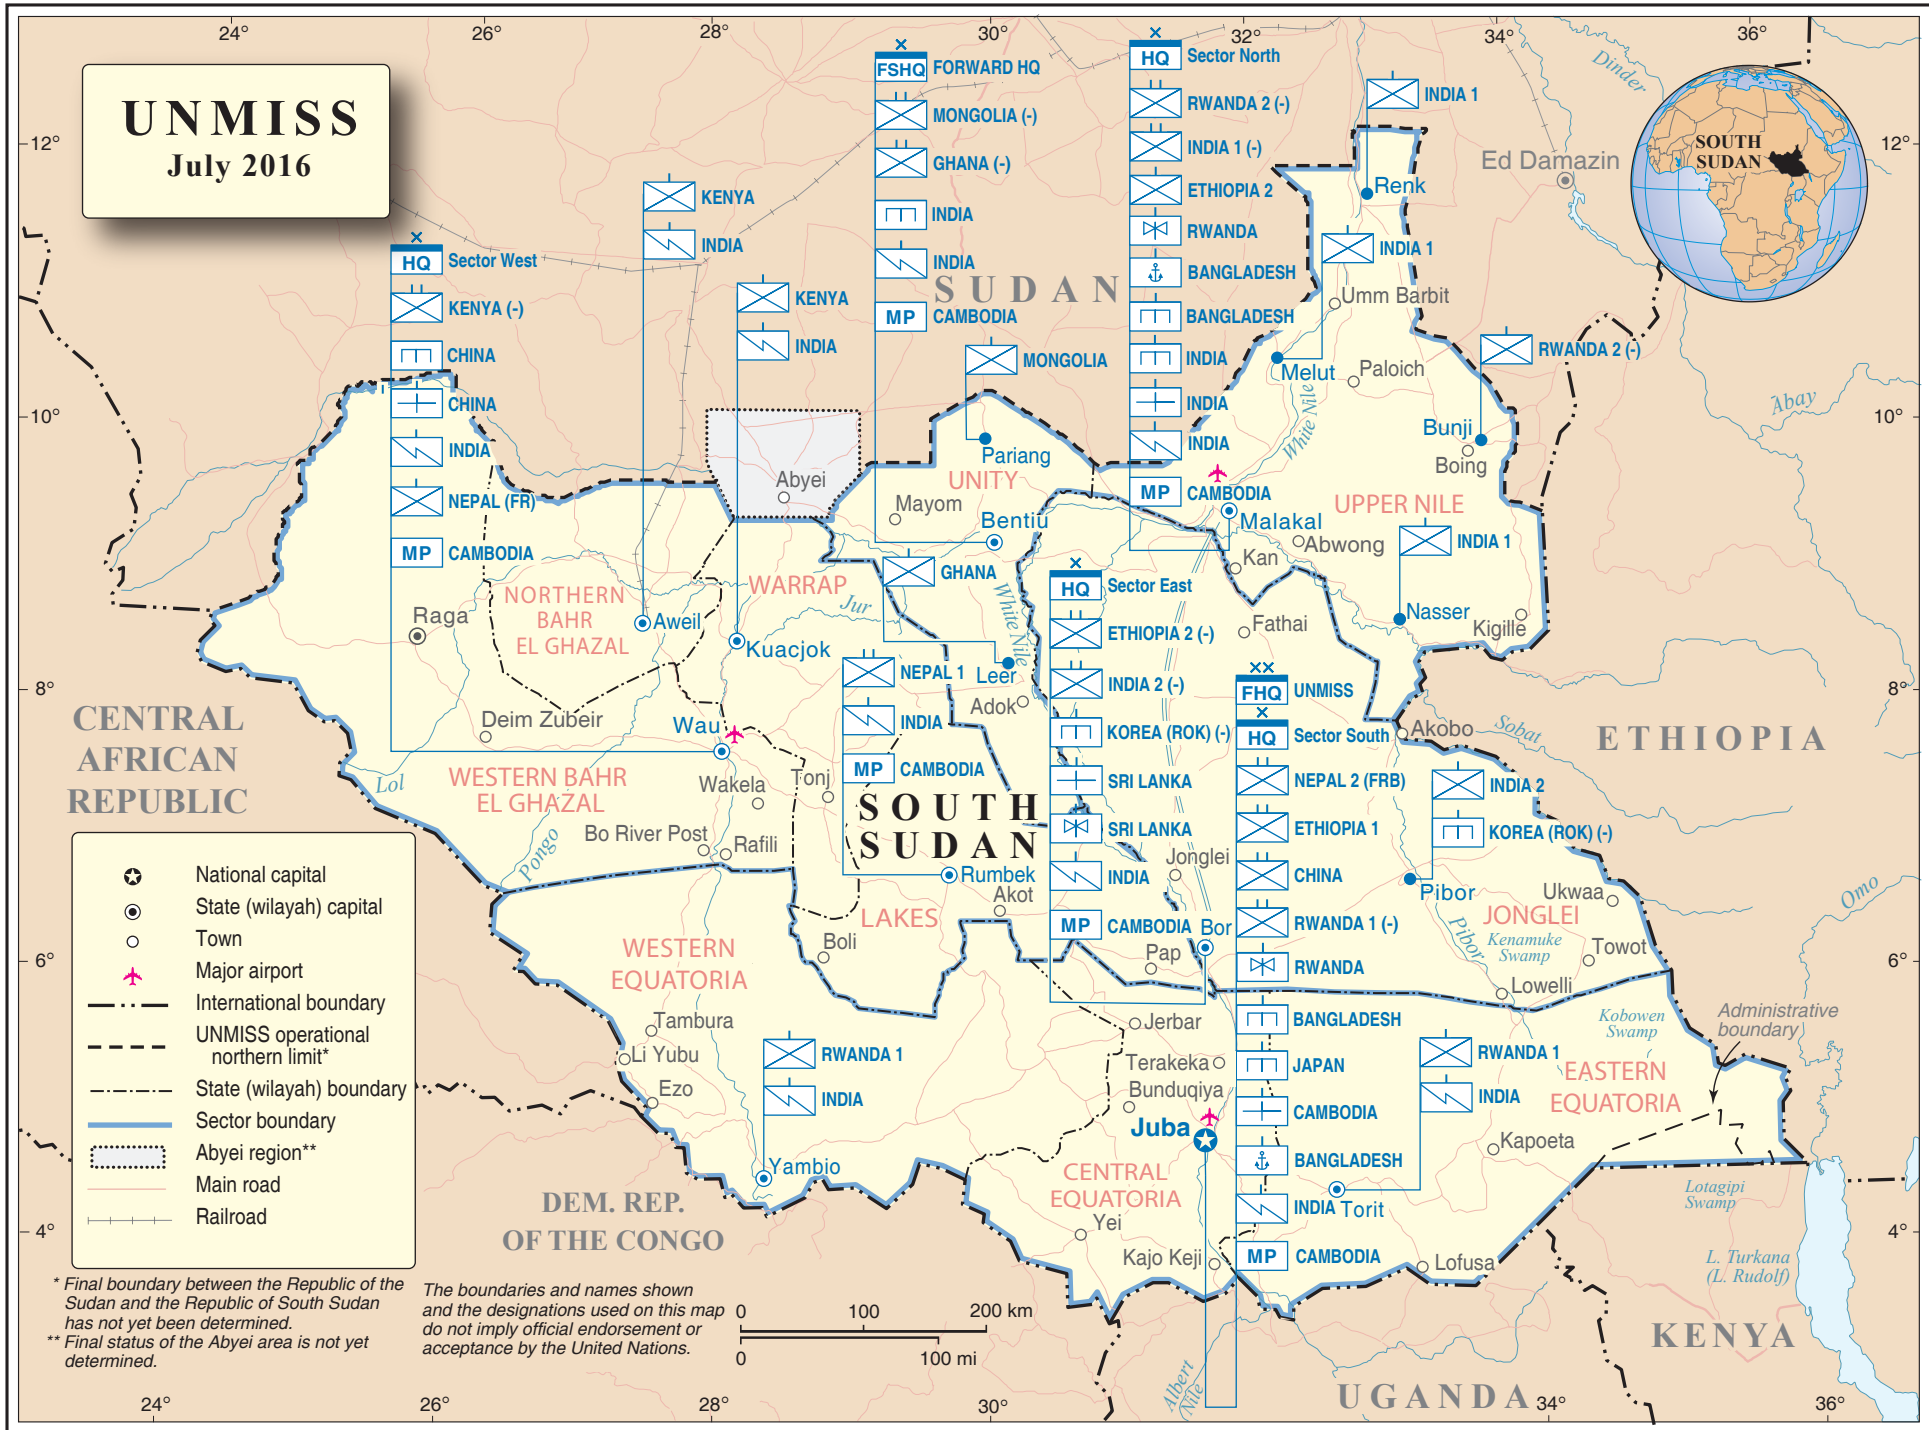 UNMISS
July 2016
24°
26°
28°
30°
32°
34°
36°
12°
10°
8°
6°
4°
12°
10°
8°
6°
4°
24°
26°
28°
30°
34°
36°
HQ Sector West
KENYA (-)
CHINA
CHINA
INDIA
NEPAL (FR)
MP CAMBODIA
KENYA
INDIA
KENYA
INDIA
FSHQ FORWARD HQ
MONGOLIA (-)
GHANA (-)
INDIA
INDIA
MP CAMBODIA
MONGOLIA
HQ Sector North
RWANDA 2 (-)
INDIA 1 (-)
ETHIOPIA 2
RWANDA
BANGLADESH
BANGLADESH
INDIA
INDIA
INDIA
MP CAMBODIA
INDIA 1
INDIA 1
RWANDA 2 (-)
INDIA 1
GHANA
NEPAL 1
INDIA
MP CAMBODIA
HQ Sector East
ETHIOPIA 2 (-)
INDIA 2 (-)
KOREA (ROK) (-)
SRI LANKA
SRI LANKA
INDIA
MP CAMBODIA
FHQ UNMISS
HQ Sector South
NEPAL 2 (FRB)
ETHIOPIA 1
CHINA
RWANDA 1 (-)
RWANDA
BANGLADESH
JAPAN
CAMBODIA
BANGLADESH
INDIA
MP CAMBODIA
INDIA 2
KOREA (ROK) (-)
RWANDA 1
INDIA
RWANDA 1
INDIA
SUDAN
ETHIOPIA
KENYA
UGANDA
DEM. REP.
OF THE CONGO
CENTRAL
AFRICAN
REPUBLIC
SOUTH
SUDAN
SOUTH
SUDAN
Ed Damazin
Dinder
Abay
Renk
Umm Barbit
Melut
Paloich
White Nile
Bunji
Boing
UPPER NILE
Malakal
Abwong
Kan
Nasser
Kigille
Fathai
Abyei
Pariang
UNITY
Mayom
Bentiu
White Nile
Leer
Adok
Jur
WARRAP
NORTHERN
BAHR
EL GHAZAL
Aweil
Kuacjok
Raga
Deim Zubeir
Wau
Wakela
Tonj
WESTERN BAHR
EL GHAZAL
Lol
Pongo
Bo River Post
Rafili
Rumbek
Akot
LAKES
Boli
Jonglei
Bor
Pap
Akobo
Sobat
Pibor
Pibor
JONGLEI
Ukwaa
Kenamuke
Swamp
Towot
Lowelli
Omo
Kobowen
Swamp
Administrative
boundary
WESTERN
EQUATORIA
Tambura
Li Yubu
Ezo
Yambio
Jerbar
Terakeka
Bunduqiya
Juba
CENTRAL
EQUATORIA
Yei
Kajo Keji
Torit
EASTERN
EQUATORIA
Kapoeta
Lofusa
Lotagipi
Swamp
L. Turkana
(L. Rudolf)
Albert
Nile
National capital
State (wilayah) capital
Town
Major airport
International boundary
UNMISS operational
northern limit*
State (wilayah) boundary
Sector boundary
Abyei region**
Main road
Railroad
* Final boundary between the Republic of the
Sudan and the Republic of South Sudan
has not yet been determined.
** Final status of the Abyei area is not yet
determined.
The boundaries and names shown
and the designations used on this map
do not imply official endorsement or
acceptance by the United Nations.
0 100 200 km
0 100 mi